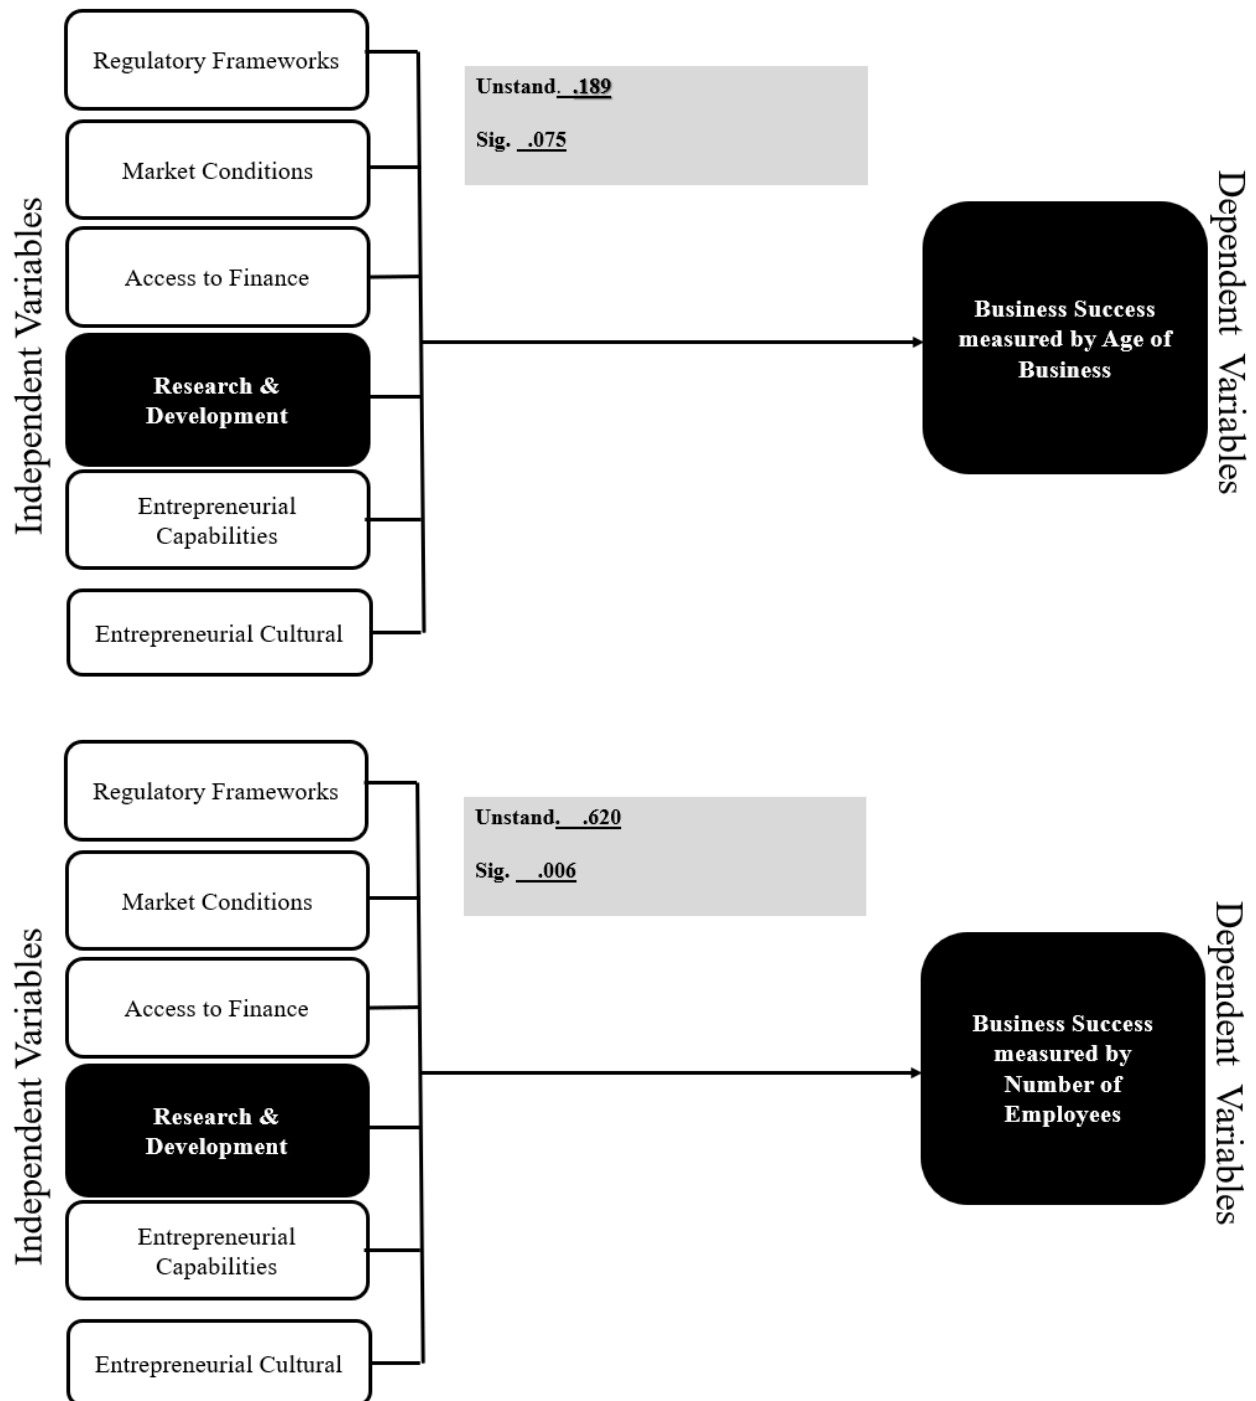 Independent Variables
Regulatory Frameworks
Market Conditions
Access to Finance
Research &
Development
Entrepreneurial
Capabilities
Entrepreneurial Cultural
Unstand. .189
Sig. .075
Business Success
measured by Age of
Business
Dependent Variables
Independent Variables
Regulatory Frameworks
Market Conditions
Access to Finance
Research &
Development
Entrepreneurial
Capabilities
Entrepreneurial Cultural
Unstand. .620
Sig. .006
Business Success
measured by
Number of
Employees
Dependent Variables